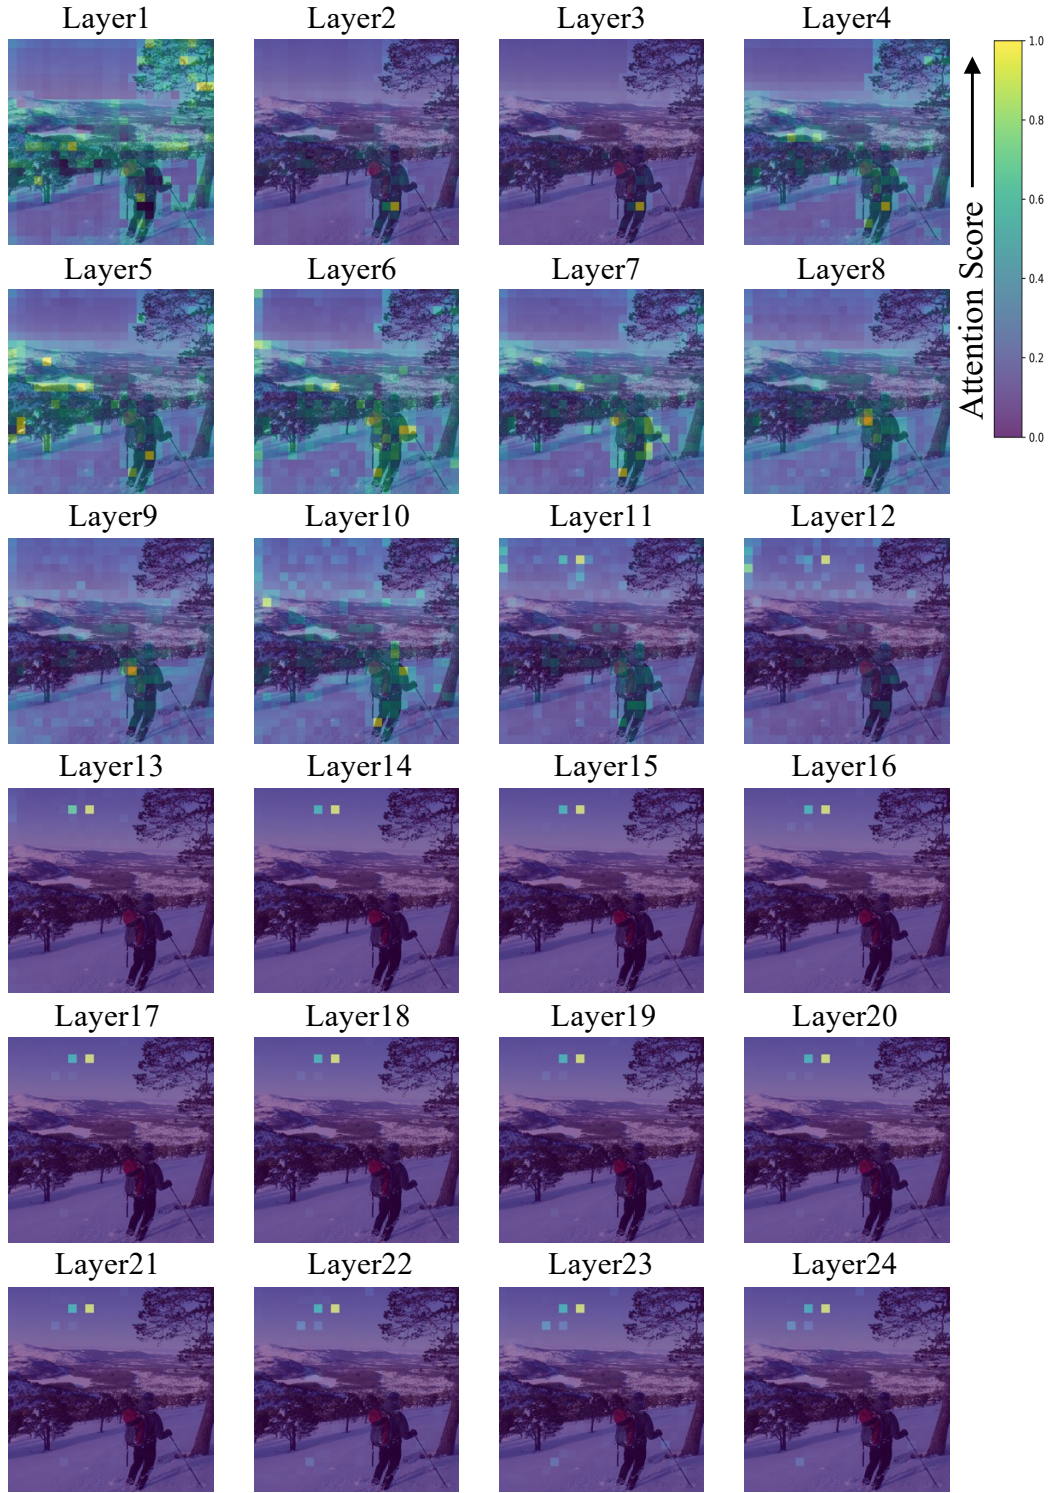 Layer1 Layer2 Layer3 Layer4
1.0
0.8
0.6
0.4
0.2
0.0
Attention Score
Layer5 Layer6 Layer7 Layer8
Layer9 Layer10 Layer11 Layer12
Layer13 Layer14 Layer15 Layer16
Layer17 Layer18 Layer19 Layer20
Layer21 Layer22 Layer23 Layer24